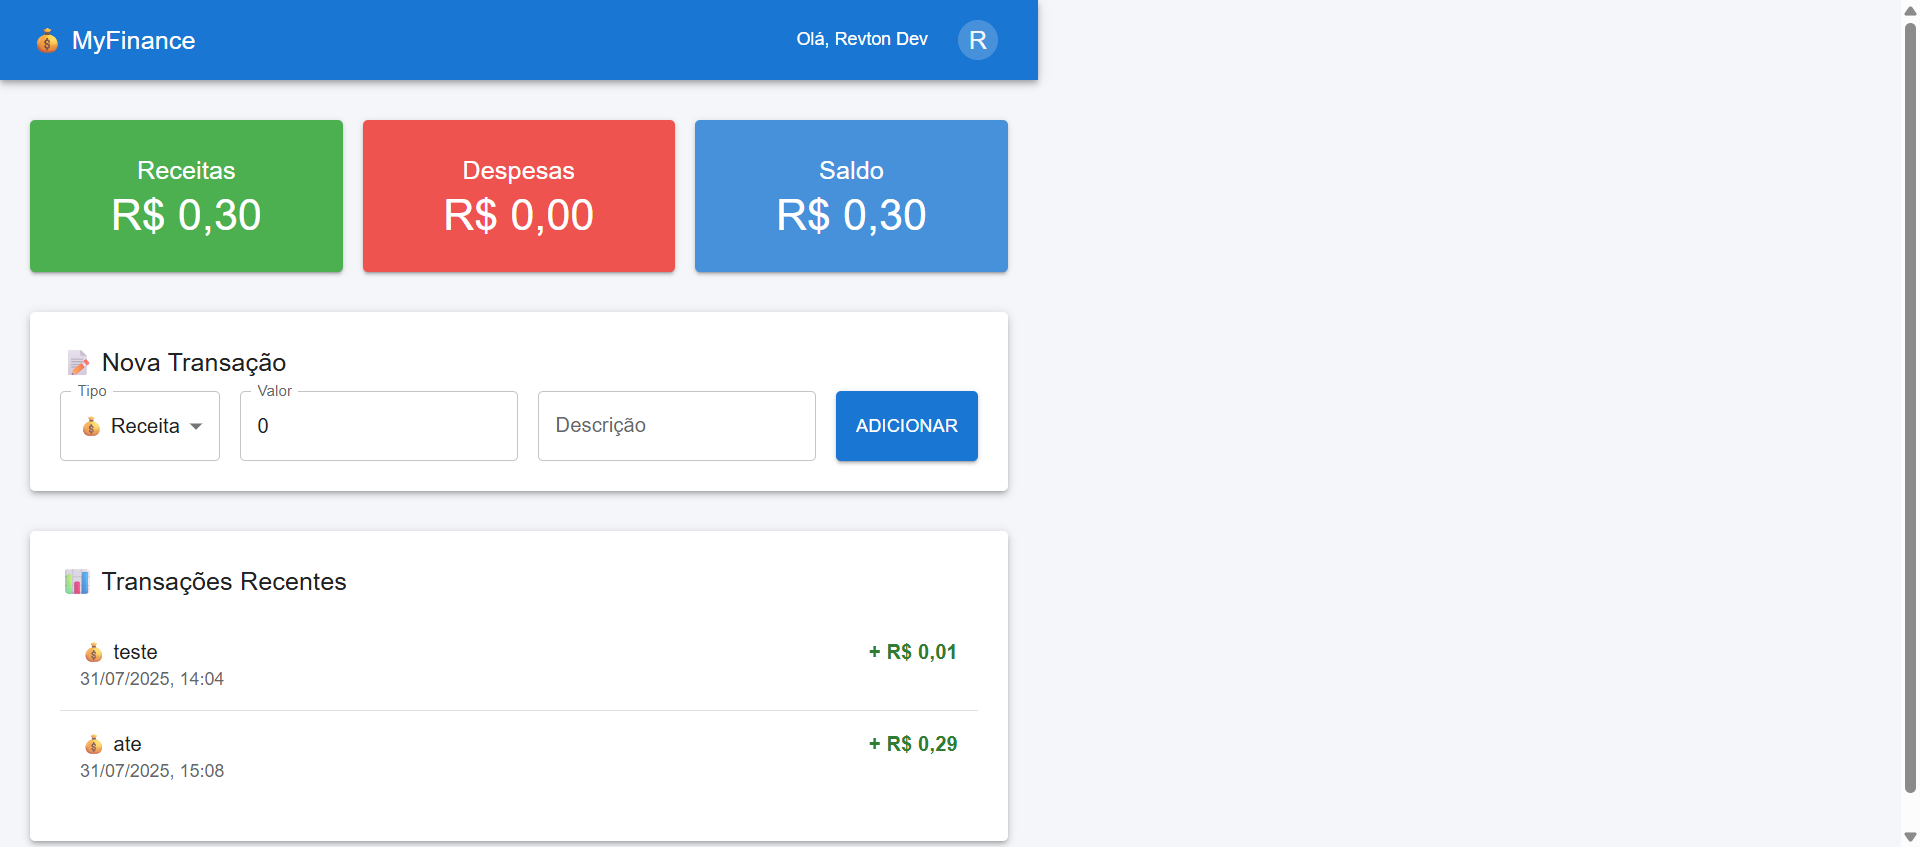 MyFinance
Olá, Revton Dev
R
Receitas
R$ 0,30
Despesas
R$ 0,00
Saldo
R$ 0,30
Nova Transação
Tipo
Receita
Valor
0
Descrição
ADICIONAR
Transações Recentes
teste
+ R$ 0,01
31/07/2025, 14:04
ate
+ R$ 0,29
31/07/2025, 15:08